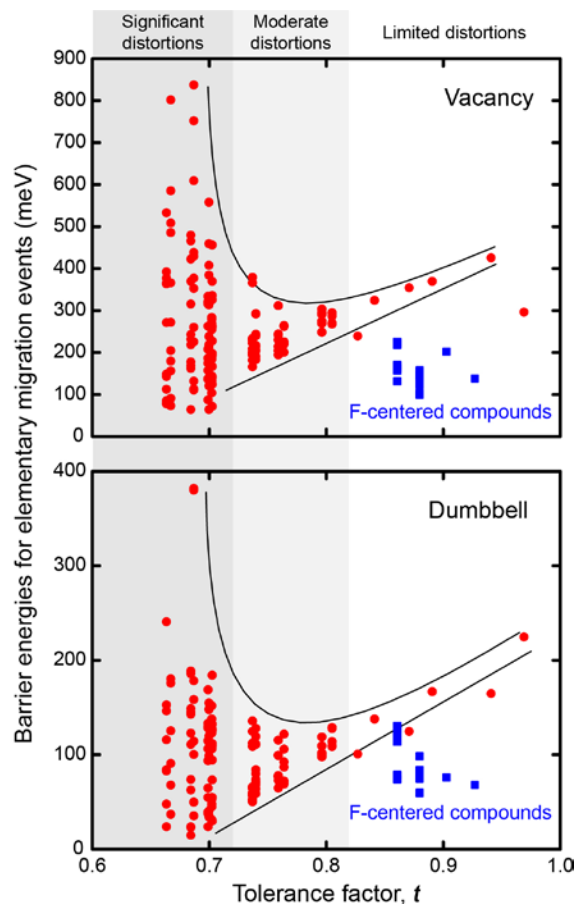 Significant distortions
Moderate distortions
Limited distortions
Barrier energies for elementary migration events (meV)
900
800
700
600
500
400
300
200
100
0
Vacancy
F-centered compounds
400
300
200
100
0
Dumbbell
F-centered compounds
0.6 0.7 0.8 0.9 1.0
Tolerance factor, t